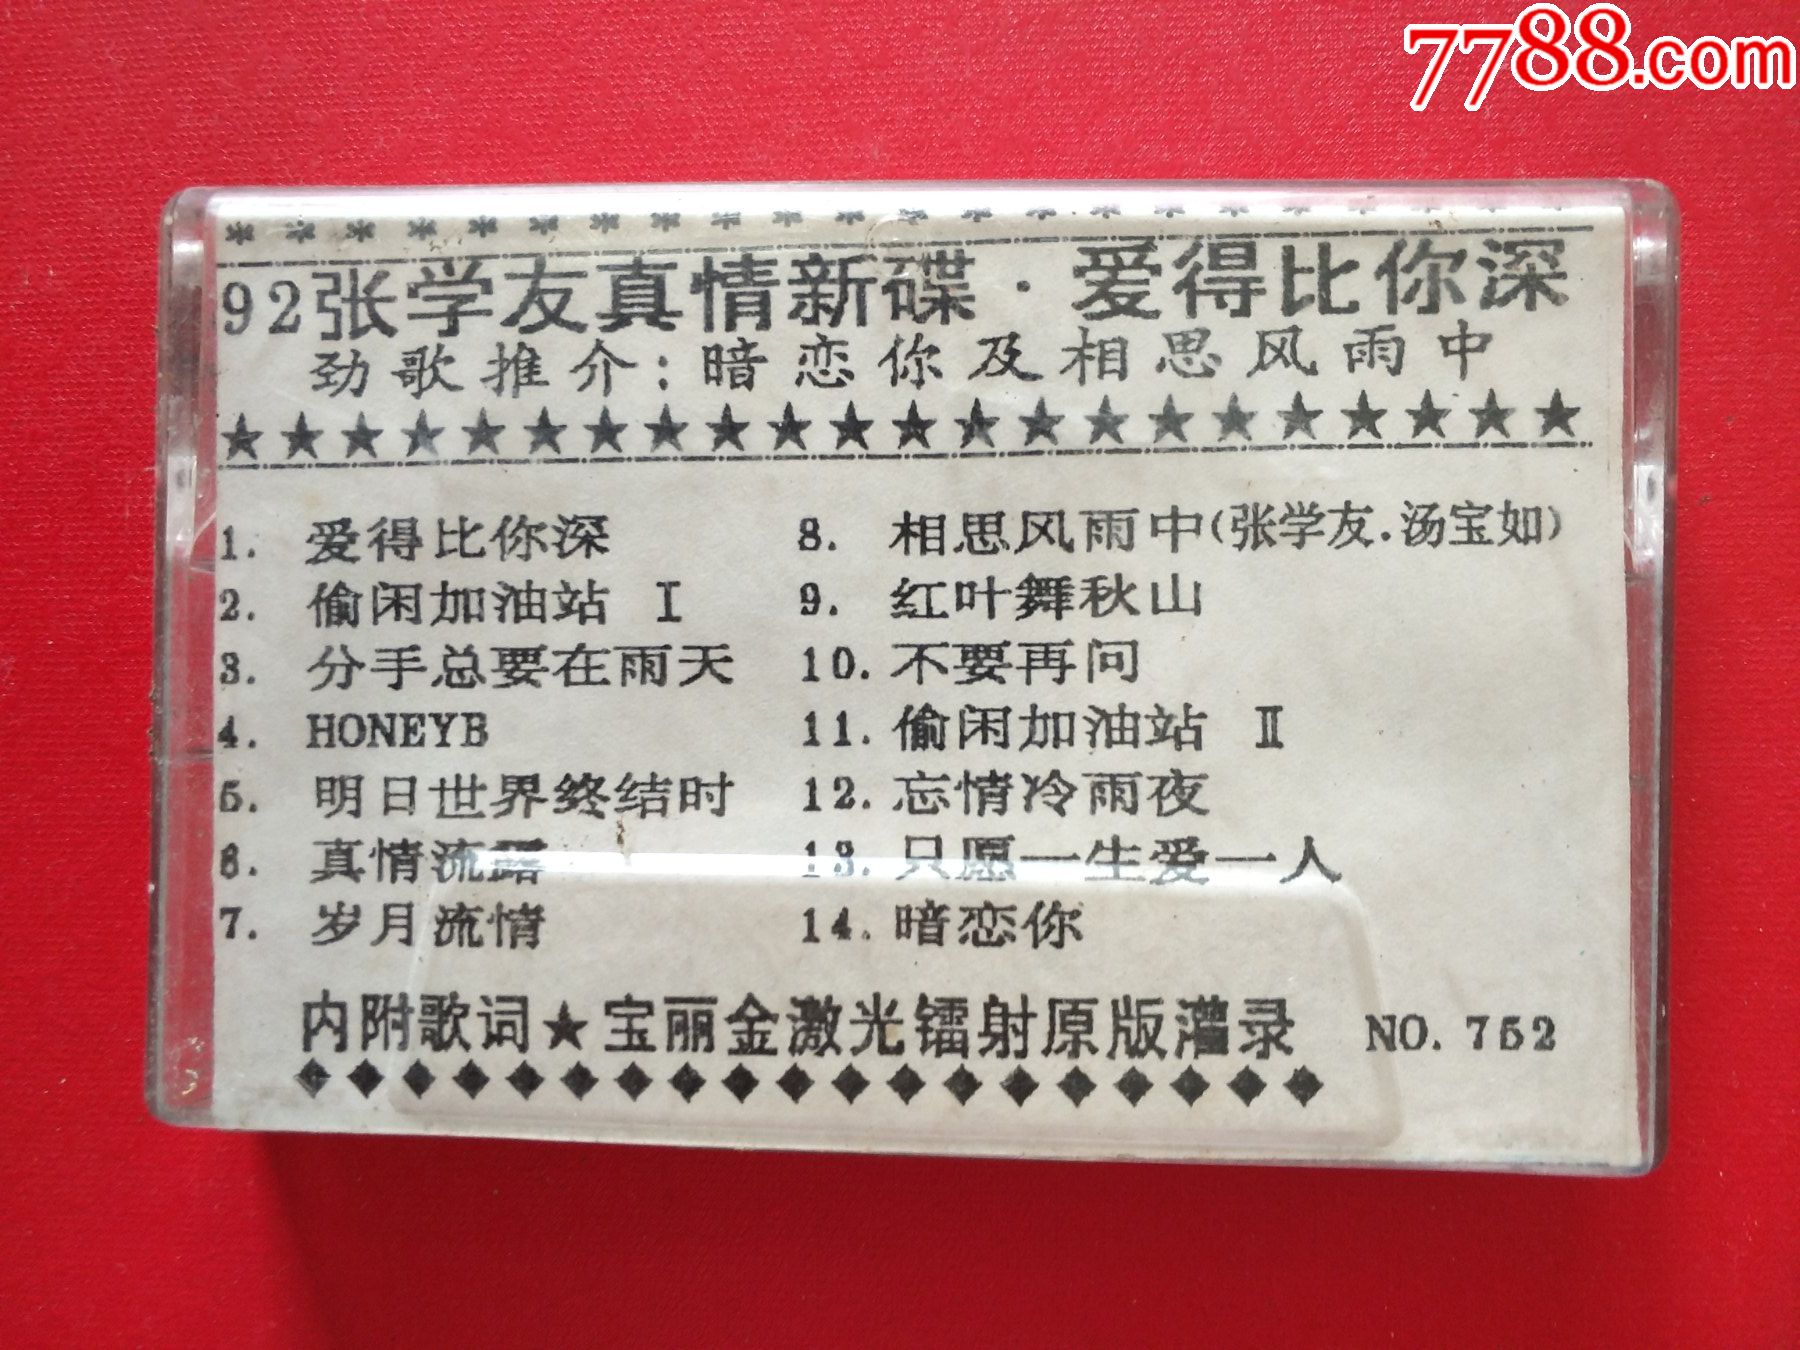 7788.com
92张学友真情新碟·爱得比你深
劲歌推介:暗恋你及相思风雨中
1. 爱得比你深
2. 偷闲加油站 I
3. 分手总要在雨天
4. HONEYB
5. 明日世界终结时
6. 真情流露
7. 岁月流情
8. 相思风雨中(张学友.汤宝如)
9. 红叶舞秋山
10. 不要再问
11. 偷闲加油站 II
12. 忘情冷雨夜
13. 只愿一生爱一人
14. 暗恋你
内附歌词★宝丽金激光镭射原版灌录 NO. 752